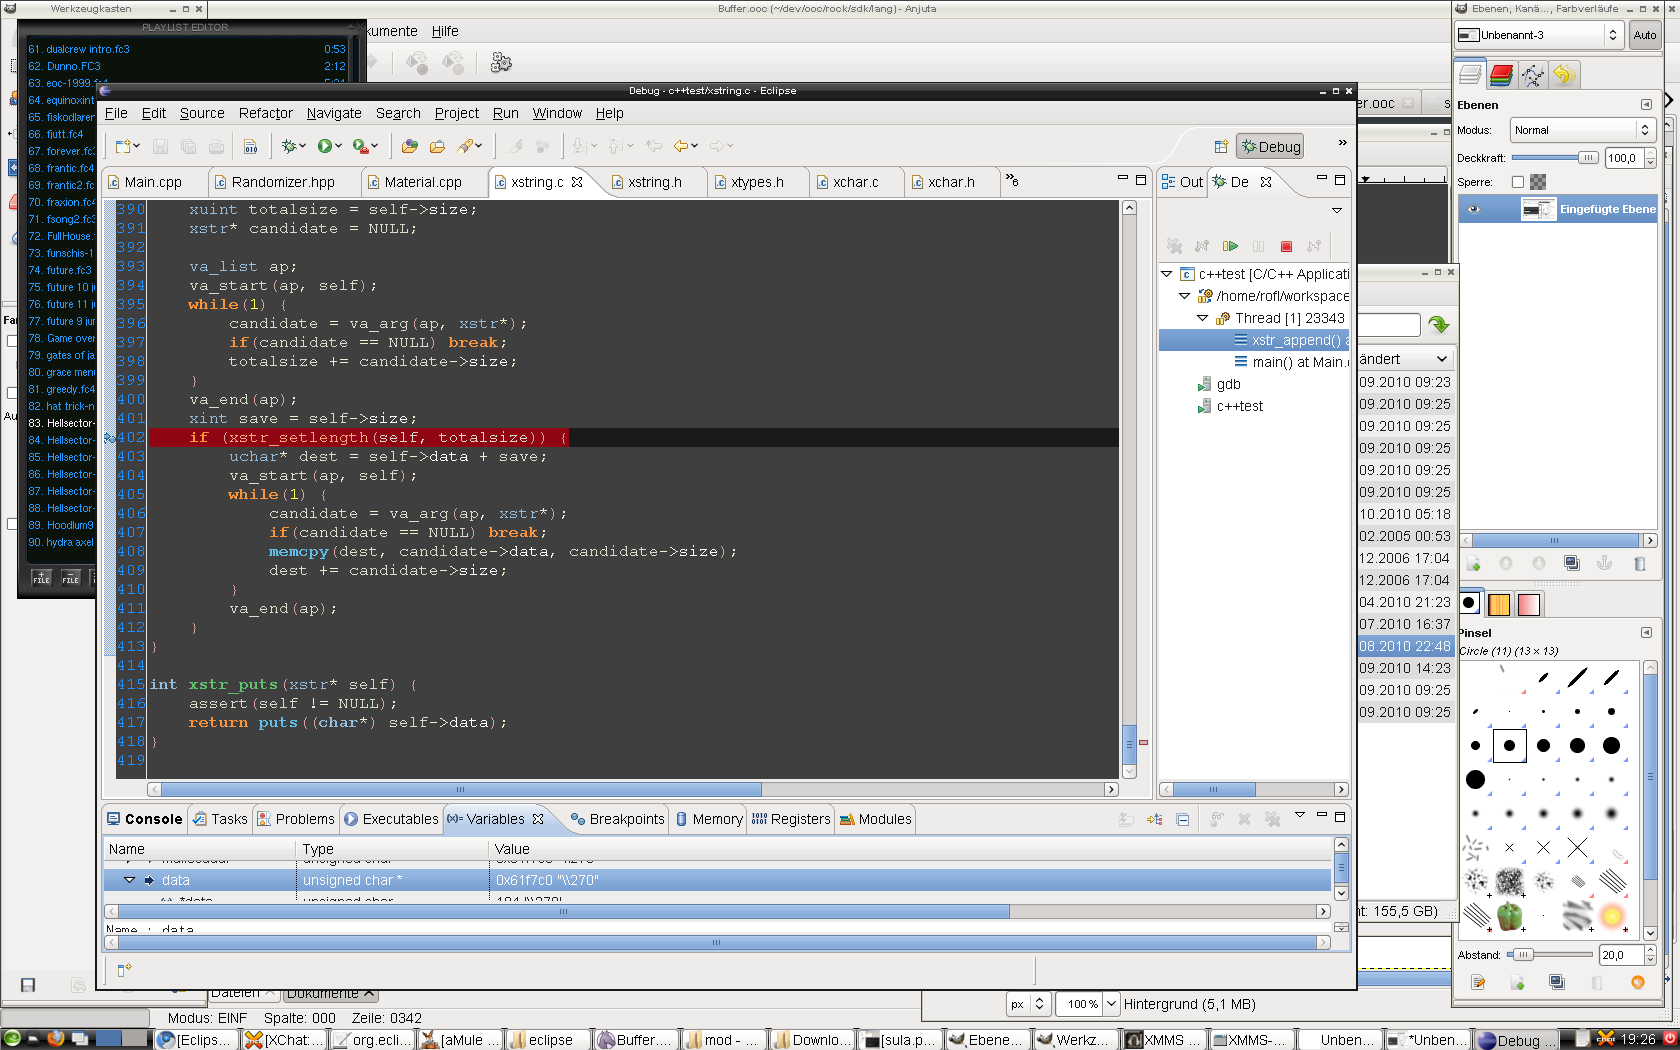 Werkzeugkasten
Buffer.ooc (~/dev/ooc/rock/sdk/lang) - Anjuta
Ebenen, Kanä..., Farbverläufe
PLAYLIST EDITOR
kumente Hilfe
61. dualcrew intro.fc3 0:53
62. Dunno.FC3 2:12
63. eoc-1999.fc4
64. equinoxint
65. fiskodlarer
66. fjutt.fc4
67. forever.fc3
68. frantic.fc4
69. frantic2.fc
70. fraxion.fc4
71. fsong2.fc3
72. FullHouse.
73. funschis-1
74. future.fc3
75. future 10 j
76. future 11 j
77. future 9 jur
78. Game over
79. gates of ja
80. grace menu
81. greedy.fc4
82. hat trick-n
83. Hellsector-
84. Hellsector-
85. Hellsector-
86. Hellsector-
87. Hellsector-
88. Hellsector-
89. Hoodlum9
90. hydra axel
FILE FILE
Debug - c++test/xstring.c - Eclipse
File Edit Source Refactor Navigate Search Project Run Window Help
Debug
Main.cpp Randomizer.hpp Material.cpp xstring.c xstring.h xtypes.h xchar.c xchar.h »6
390 xuint totalsize = self->size;
391 xstr* candidate = NULL;
392
393 va_list ap;
394 va_start(ap, self);
395 while(1) {
396 candidate = va_arg(ap, xstr*);
397 if(candidate == NULL) break;
398 totalsize += candidate->size;
399 }
400 va_end(ap);
401 xint save = self->size;
402 if (xstr_setlength(self, totalsize)) {
403 uchar* dest = self->data + save;
404 va_start(ap, self);
405 while(1) {
406 candidate = va_arg(ap, xstr*);
407 if(candidate == NULL) break;
408 memcpy(dest, candidate->data, candidate->size);
409 dest += candidate->size;
410 }
411 va_end(ap);
412 }
413 }
414
415 int xstr_puts(xstr* self) {
416 assert(self != NULL);
417 return puts((char*) self->data);
418 }
419
Out De
c++test [C/C++ Applicati
/home/rofl/workspace
Thread [1] 23343
xstr_append() a
main() at Main.
gdb
c++test
Console Tasks Problems Executables (x)= Variables Breakpoints Memory Registers Modules
Name Type Value
data unsigned char * 0x61f7c0 "\\270"
Name : data
er.ooc
ändert
09.2010 09:23
09.2010 09:25
09.2010 09:25
09.2010 09:25
09.2010 09:25
09.2010 09:25
10.2010 05:18
02.2005 00:53
12.2006 17:04
12.2006 17:04
04.2010 21:23
07.2010 16:37
08.2010 22:48
09.2010 14:23
09.2010 09:25
09.2010 09:25
nt: 155,5 GB)
Unbenannt-3 Auto
Ebenen
Modus: Normal
Deckkraft: 100,0
Sperre:
Eingefügte Ebene
Pinsel
Circle (11) (13 × 13)
Abstand: 20,0
Dateien Dokumente
Modus: EINF Spalte: 000 Zeile: 0342
px 100% Hintergrund (5,1 MB)
[Eclips... [XChat:... org.ecli... [aMule ... eclipse Buffer.... mod - ... Downlo... [sula.p... Ebene... Werkz... XMMS ... XMMS-... Unben... *Unben... Debug ... 19:26